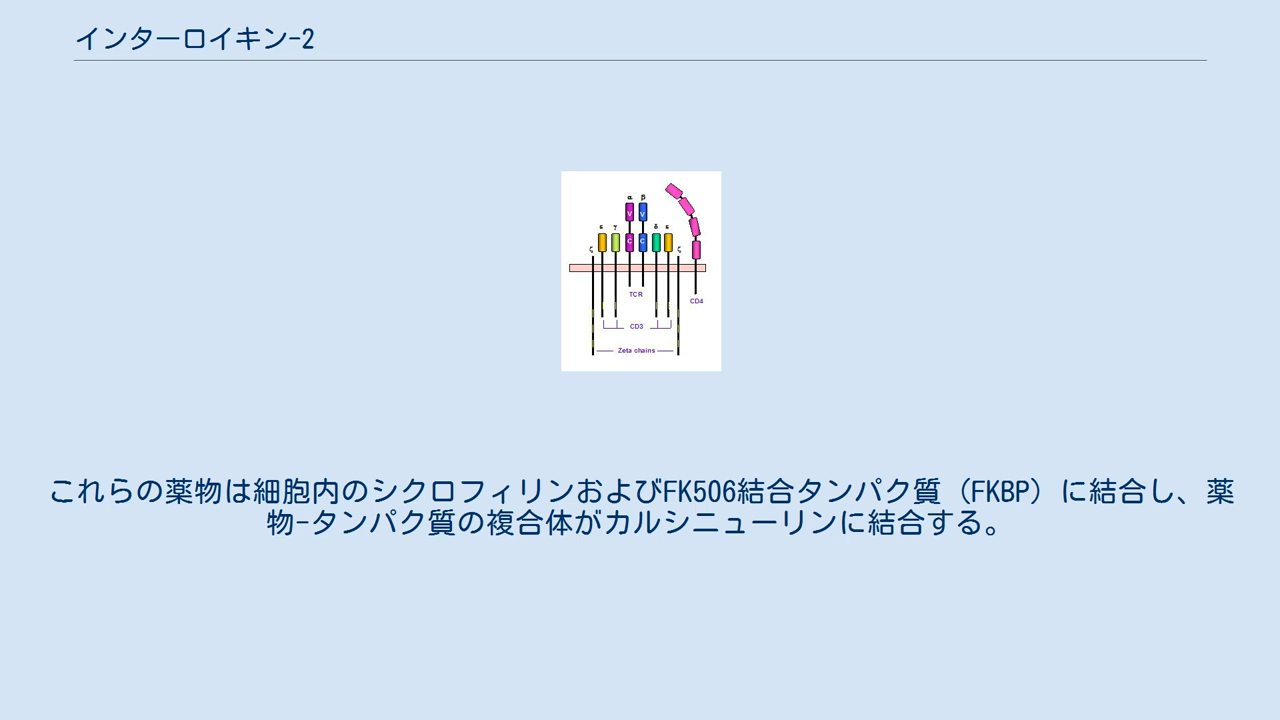 インターロイキン-2
α β
V V
ε γ δ ε
ζ C C ζ
TCR
CD4
CD3
Zeta chains
これらの薬物は細胞内のシクロフィリンおよびFK506結合タンパク質（FKBP）に結合し、薬
物-タンパク質の複合体がカルシニューリンに結合する。